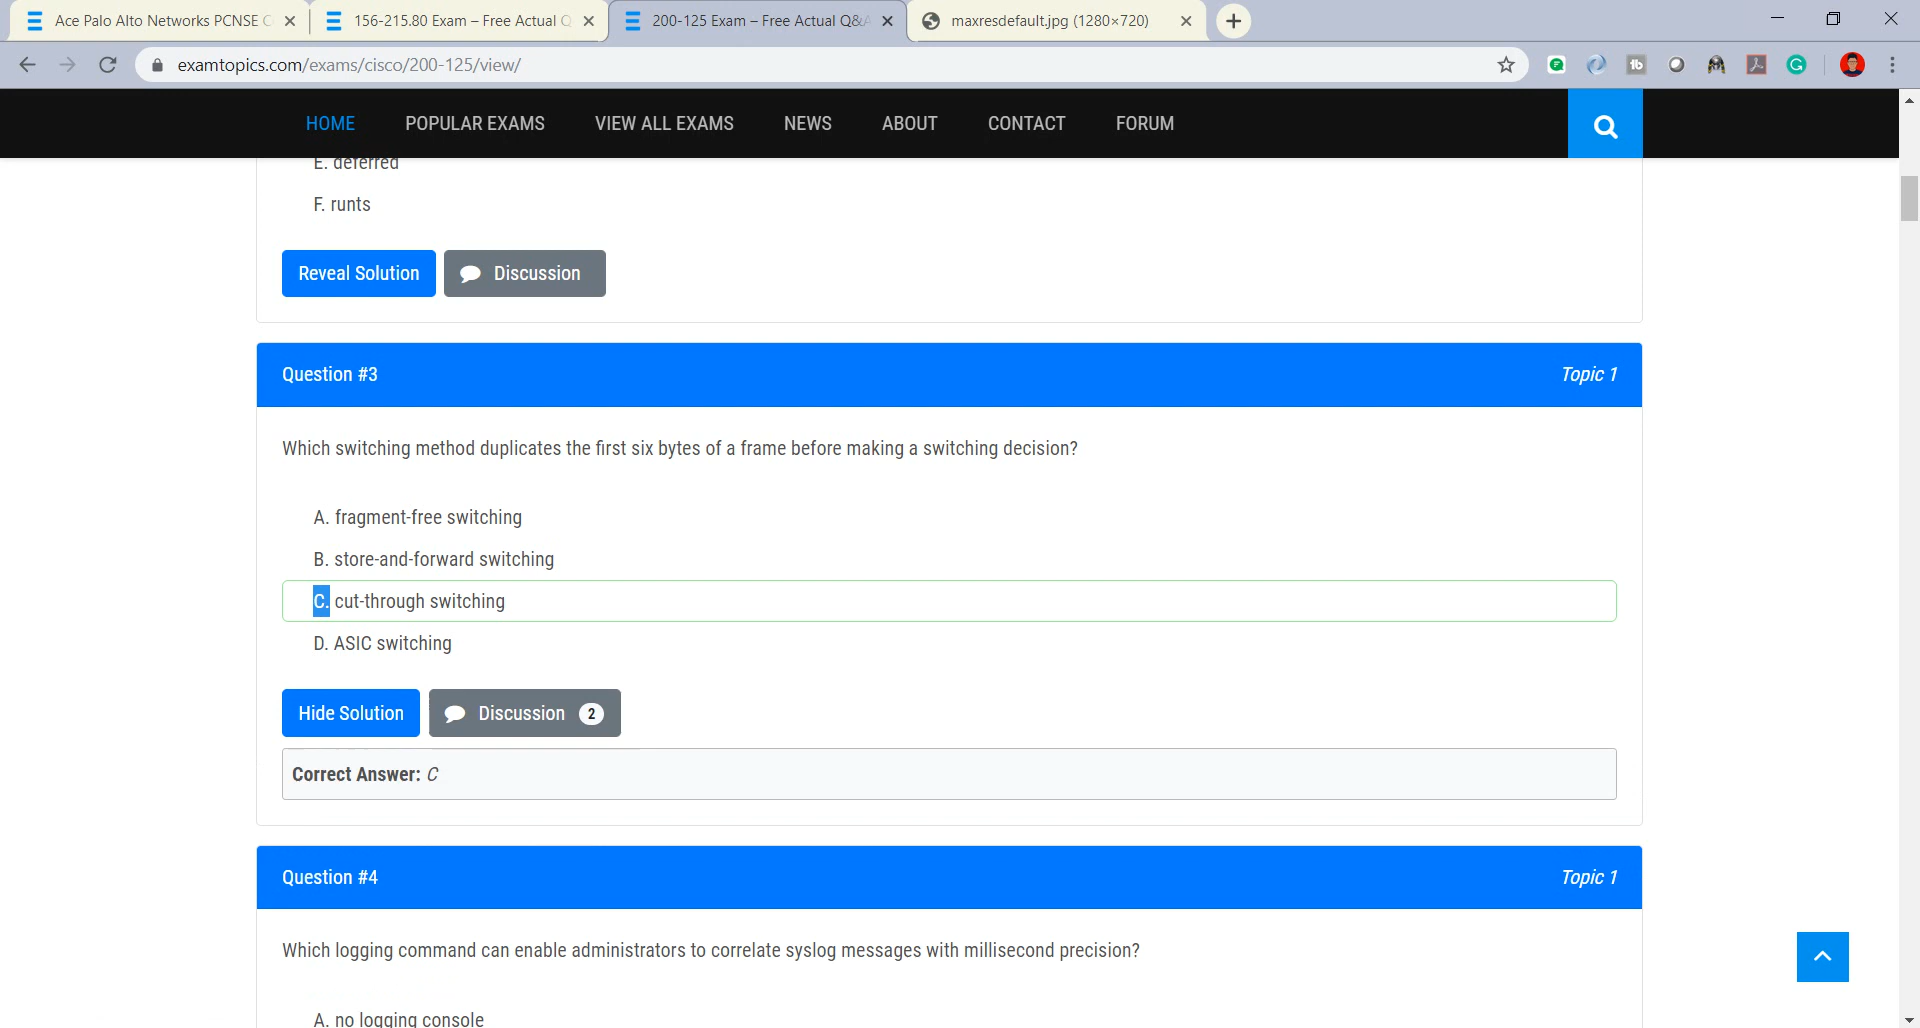 Ace Palo Alto Networks PCNSE C
156-215.80 Exam – Free Actual Q
200-125 Exam – Free Actual Q&A
maxresdefault.jpg (1280×720)
examtopics.com/exams/cisco/200-125/view/
HOME
POPULAR EXAMS
VIEW ALL EXAMS
NEWS
ABOUT
CONTACT
FORUM
E. deferred
F. runts
Reveal Solution
Discussion
Question #3
Topic 1
Which switching method duplicates the first six bytes of a frame before making a switching decision?
A. fragment-free switching
B. store-and-forward switching
C. cut-through switching
D. ASIC switching
Hide Solution
Discussion 2
Correct Answer: C
Question #4
Topic 1
Which logging command can enable administrators to correlate syslog messages with millisecond precision?
A. no logging console